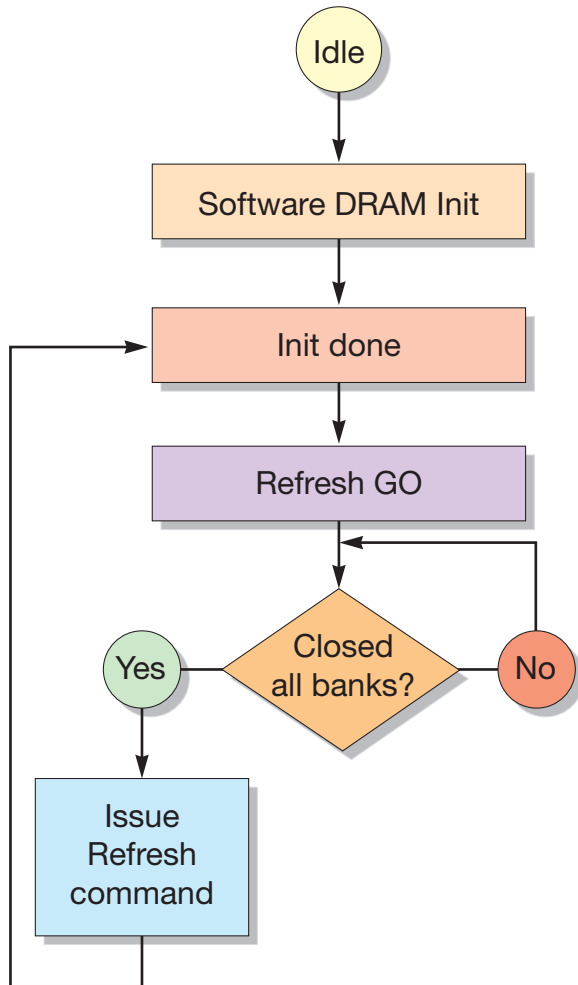 Idle
Software DRAM Init
Init done
Refresh GO
Closed
all banks?
Yes
No
Issue
Refresh
command